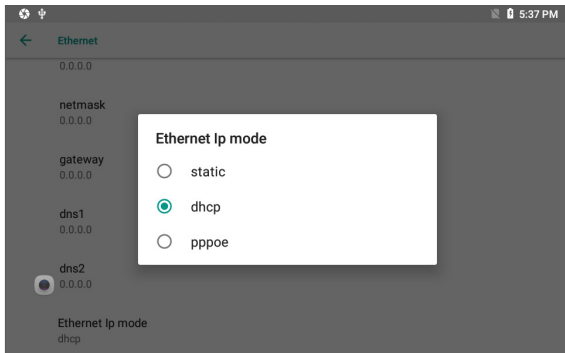 5:37 PM
Ethernet
0.0.0.0
netmask
0.0.0.0
gateway
0.0.0.0
dns1
0.0.0.0
dns2
0.0.0.0
Ethernet Ip mode
dhcp
Ethernet Ip mode
static
dhcp
pppoe